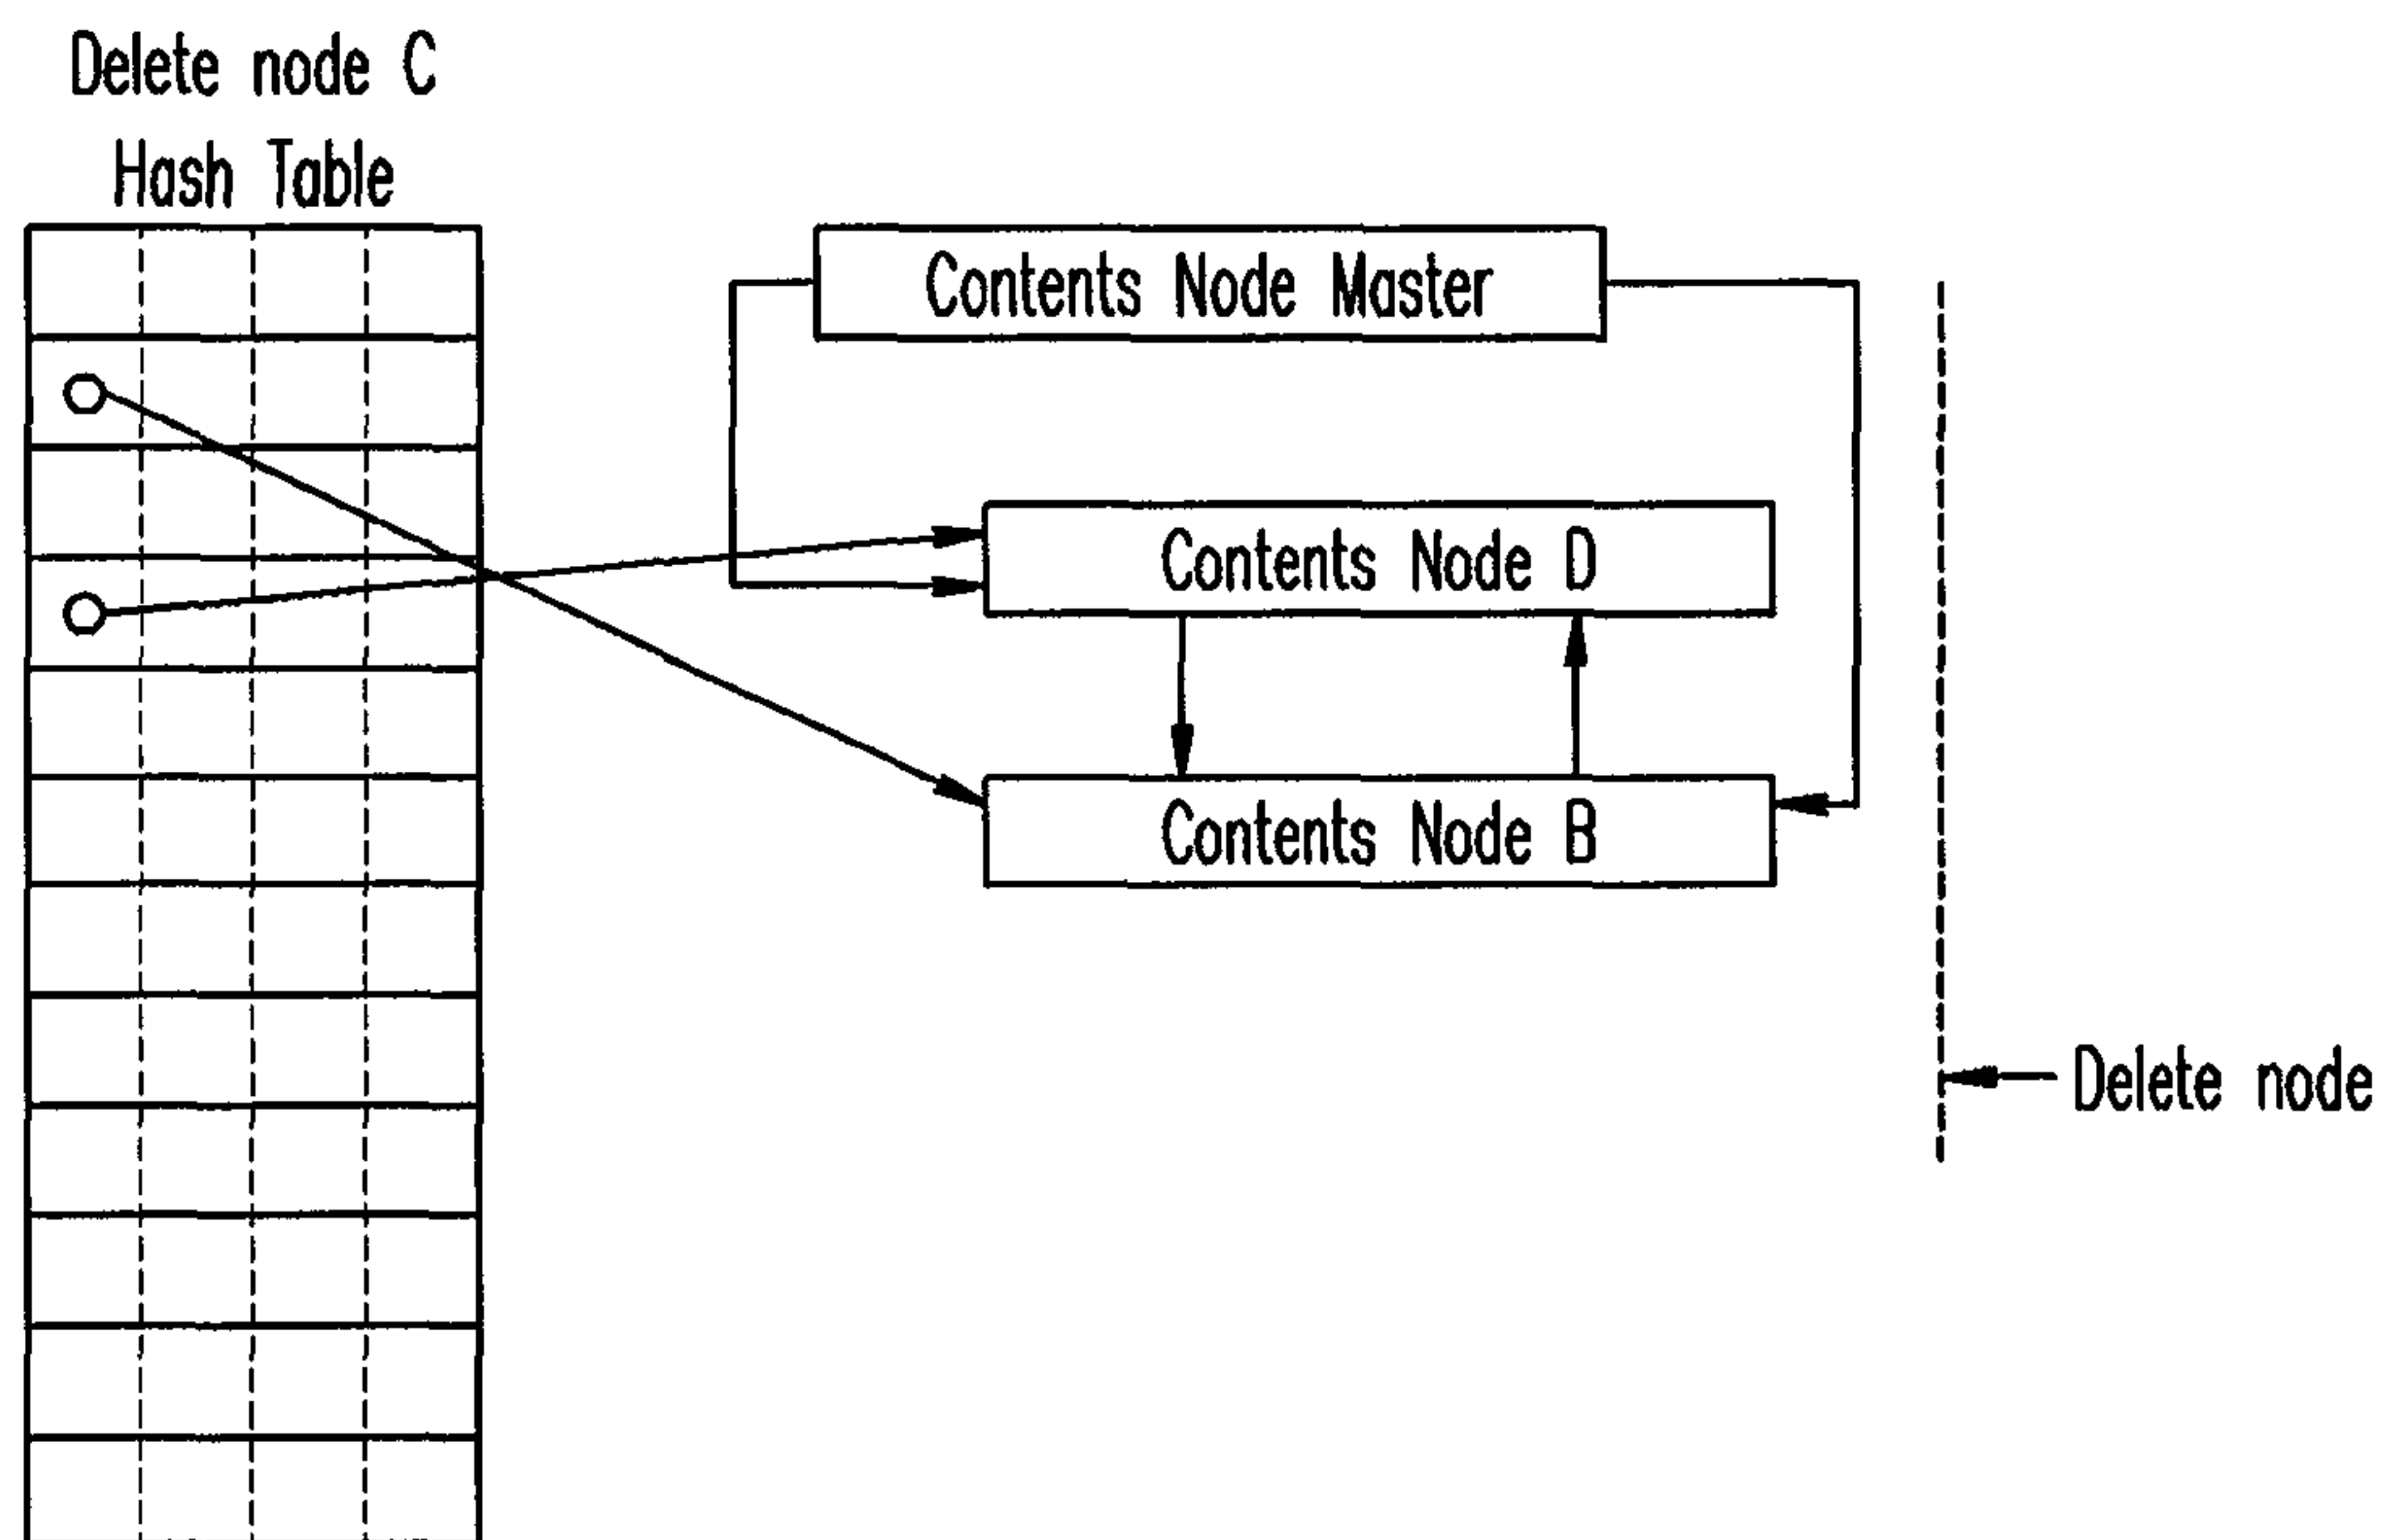 Delete node C
Hash Table
Contents Node Master
Contents Node D
Contents Node B
Delete node